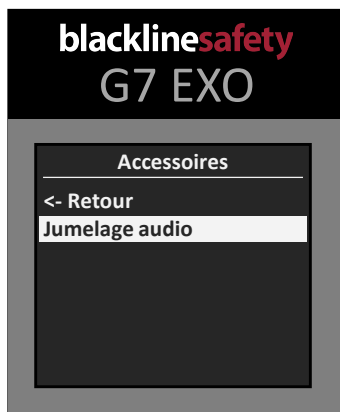 blacklinesafety
G7 EXO
Accessoires
<- Retour
Jumelage audio